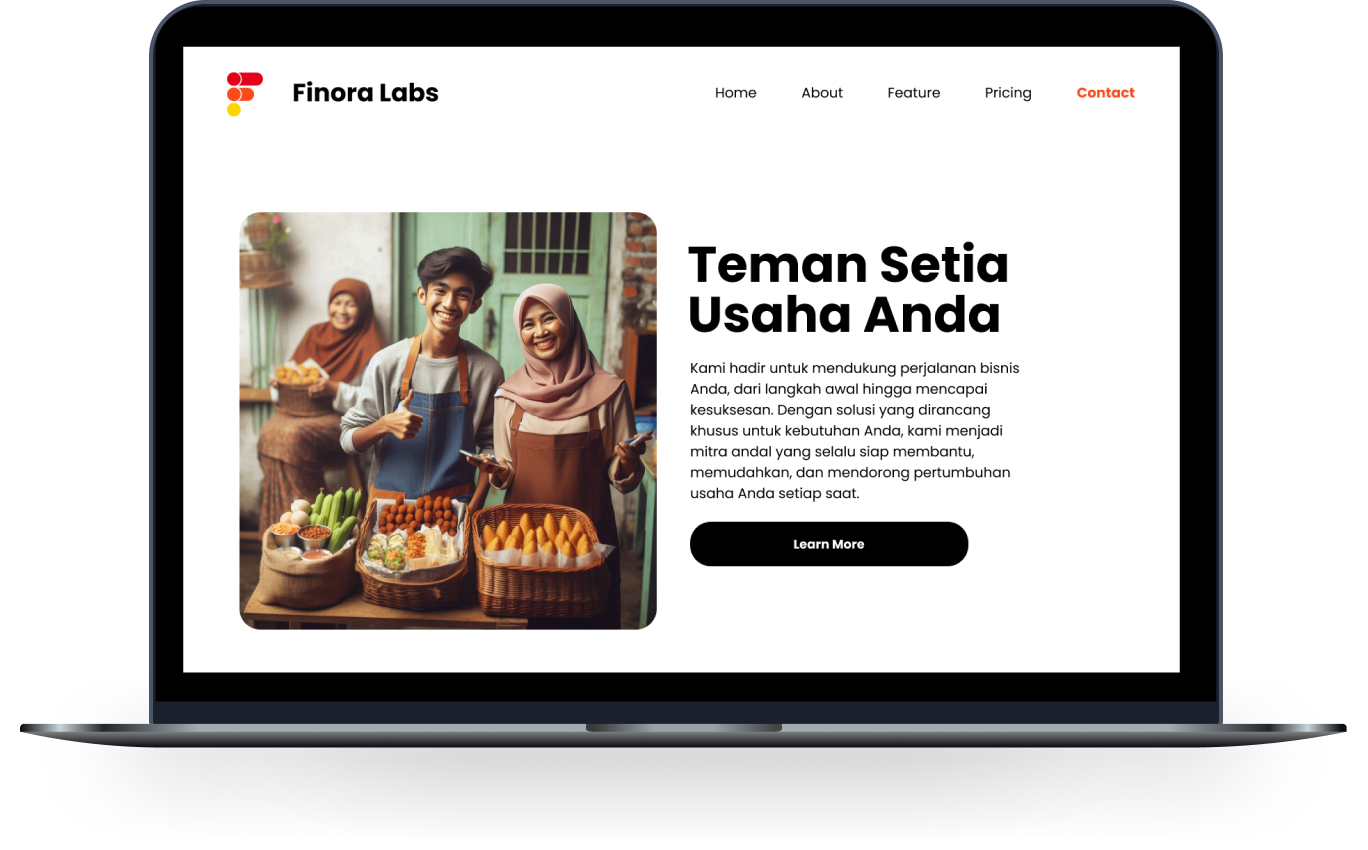 Finora Labs
Home About Feature Pricing Contact
Teman Setia
Usaha Anda
Kami hadir untuk mendukung perjalanan bisnis
Anda, dari langkah awal hingga mencapai
kesuksesan. Dengan solusi yang dirancang
khusus untuk kebutuhan Anda, kami menjadi
mitra andal yang selalu siap membantu,
memudahkan, dan mendorong pertumbuhan
usaha Anda setiap saat.
Learn More